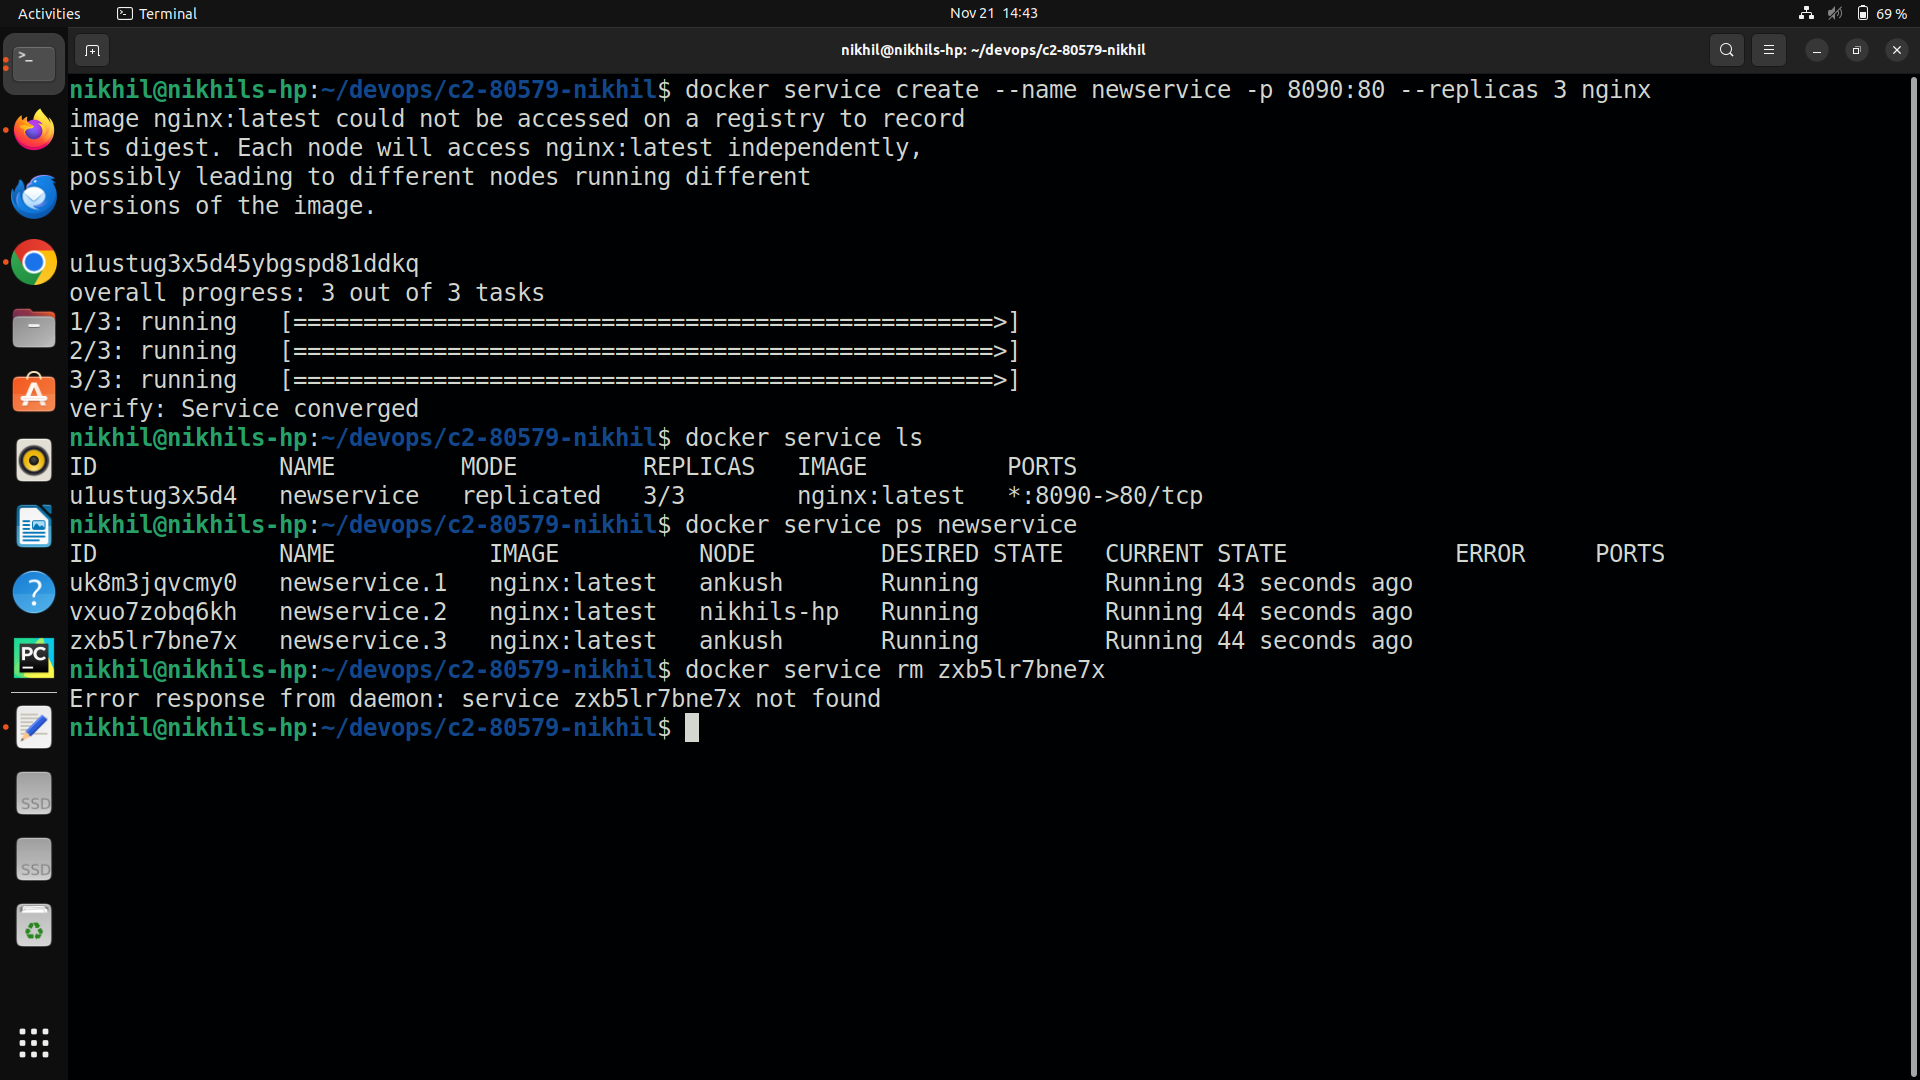 Activities Terminal Nov 21 14:43 69 %
nikhil@nikhils-hp: ~/devops/c2-80579-nikhil
nikhil@nikhils-hp:~/devops/c2-80579-nikhil$ docker service create --name newservice -p 8090:80 --replicas 3 nginx
image nginx:latest could not be accessed on a registry to record
its digest. Each node will access nginx:latest independently,
possibly leading to different nodes running different
versions of the image.
u1ustug3x5d45ybgspd81ddkq
overall progress: 3 out of 3 tasks
1/3: running   [==================================================>]
2/3: running   [==================================================>]
3/3: running   [==================================================>]
verify: Service converged
nikhil@nikhils-hp:~/devops/c2-80579-nikhil$ docker service ls
ID             NAME         MODE         REPLICAS   IMAGE          PORTS
u1ustug3x5d4   newservice   replicated   3/3        nginx:latest   *:8090->80/tcp
nikhil@nikhils-hp:~/devops/c2-80579-nikhil$ docker service ps newservice
ID             NAME           IMAGE          NODE         DESIRED STATE   CURRENT STATE            ERROR     PORTS
uk8m3jqvcmy0   newservice.1   nginx:latest   ankush       Running         Running 43 seconds ago
vxuo7zobq6kh   newservice.2   nginx:latest   nikhils-hp   Running         Running 44 seconds ago
zxb5lr7bne7x   newservice.3   nginx:latest   ankush       Running         Running 44 seconds ago
nikhil@nikhils-hp:~/devops/c2-80579-nikhil$ docker service rm zxb5lr7bne7x
Error response from daemon: service zxb5lr7bne7x not found
nikhil@nikhils-hp:~/devops/c2-80579-nikhil$
PC
SSD
SSD